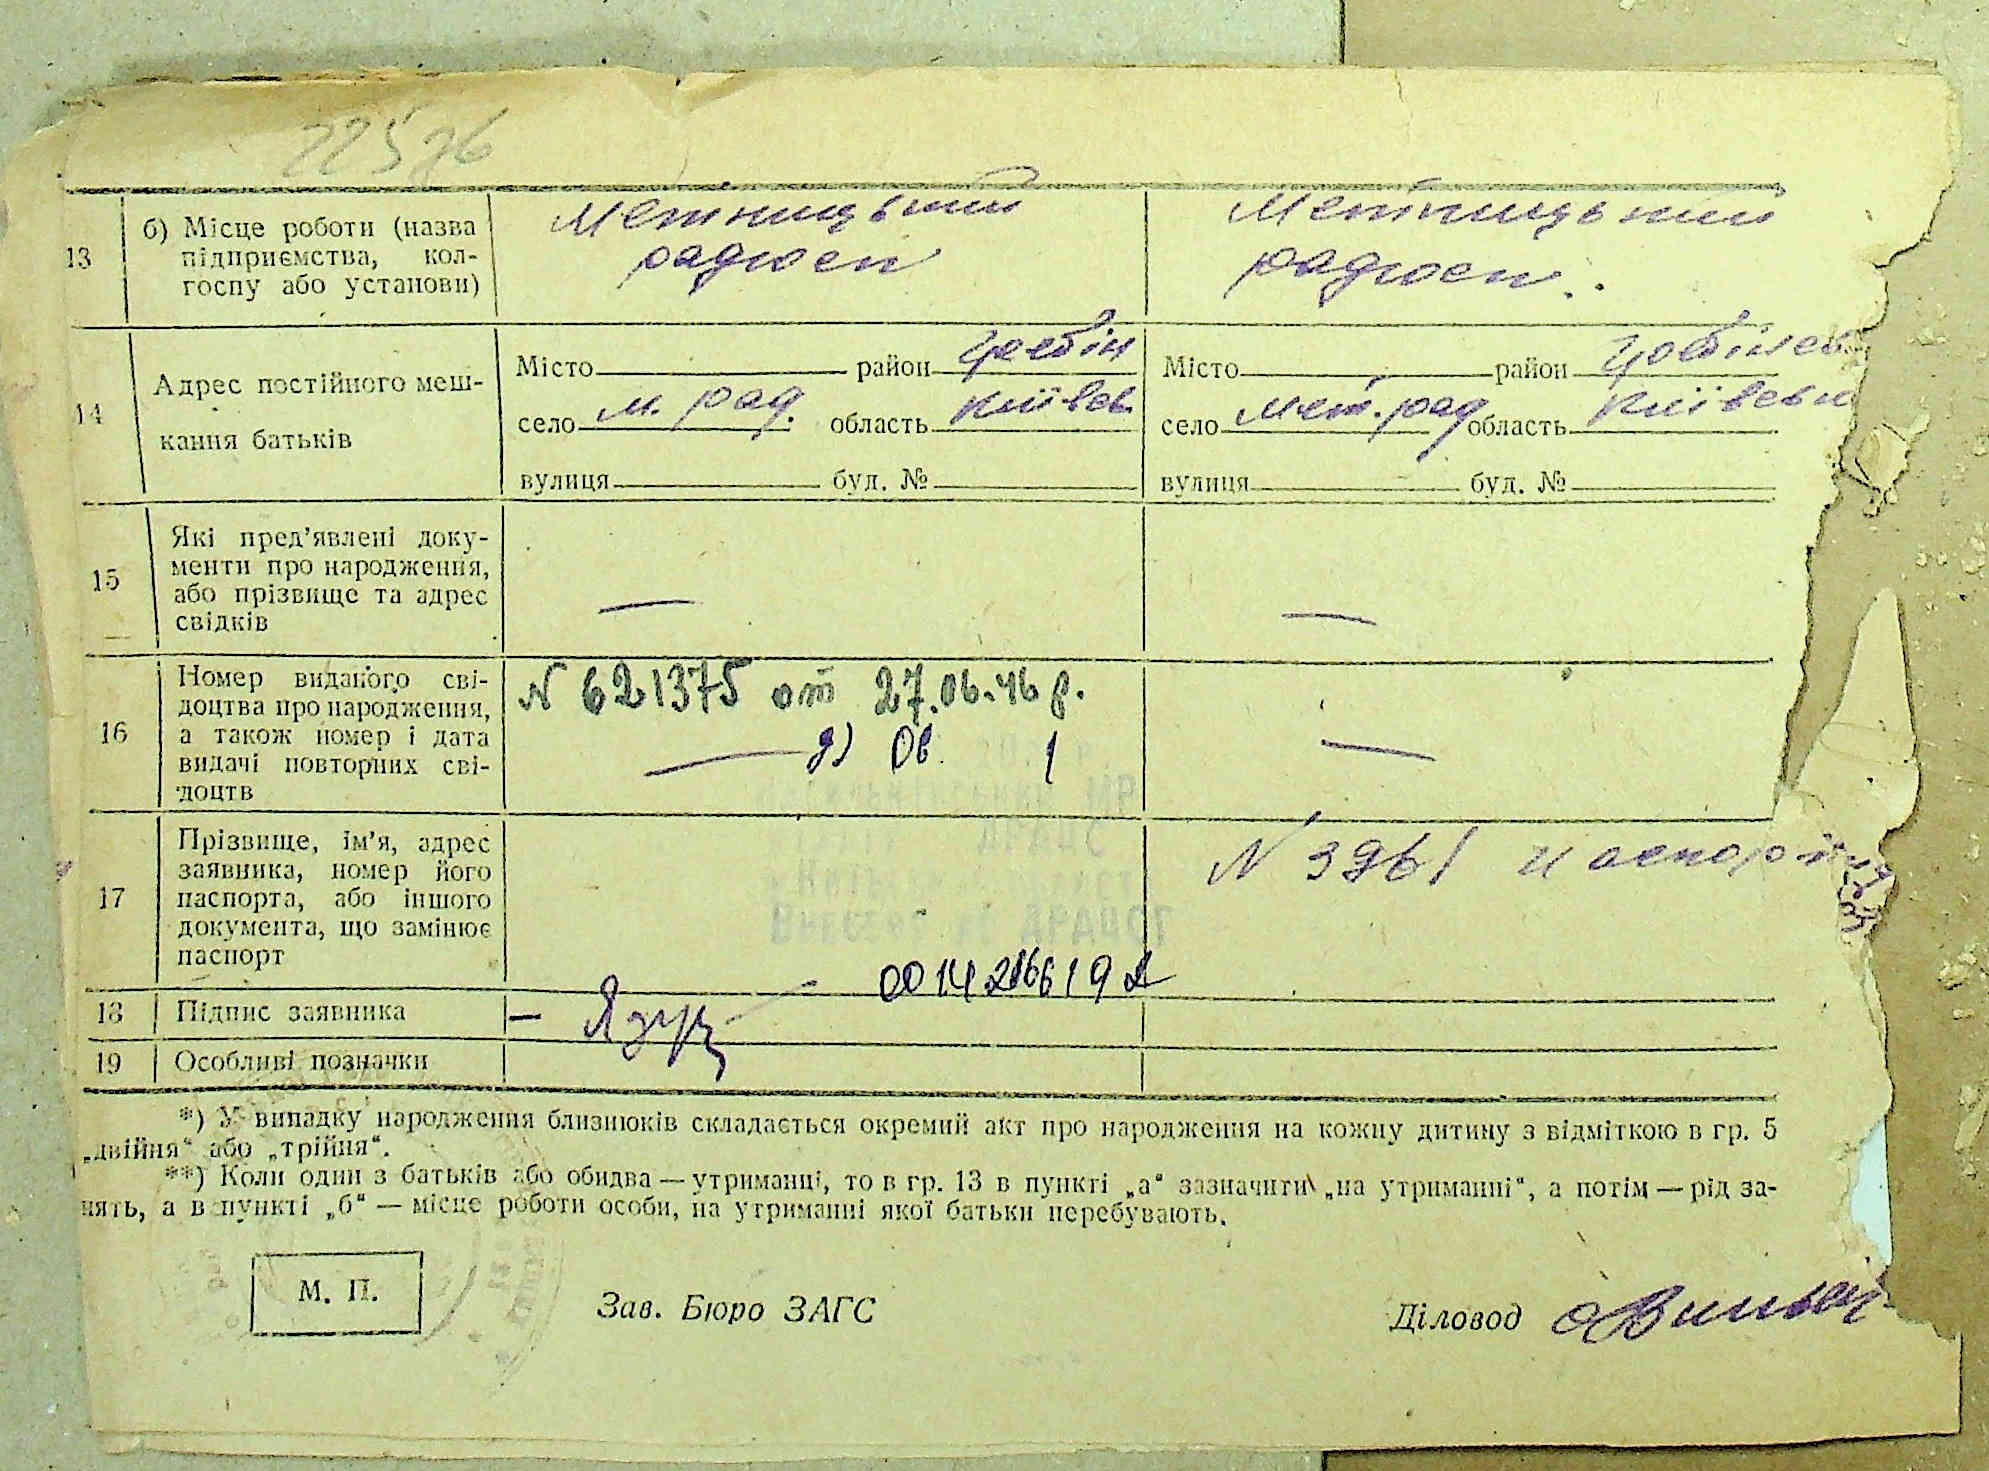 22576
13
б) Місце роботи (назва
підприємства, кол-
госпу або установи)
Метницький
радгосп
Метницький
радгосп
14
Адрес постійного меш-
кання батьків
Місто район Гребін
село м. рад. область Київсь
вулиця буд. №
Місто район Гребінсв
село Мет. рад область Київсько
вулиця буд. №
15
Які пред’явлені доку-
менти про народження,
або прізвище та адрес
свідків
—
—
16
Номер виданого сві-
доцтва про народження,
а також номер і дата
видачі повторних сві-
доцтв
N 621375 от 27.06.46 р.
—
17
Прізвище, ім’я, адрес
заявника, номер його
паспорта, або іншого
документа, що замінює
паспорт
18
Підпис заявника
19
Особливі позначки
*) У випадку народження близнюків складається окремий акт про народження на кожну дитину з відміткою в гр. 5
„двійня“ або „трійня“.
**) Коли один з батьків або обидва — утриманці, то в гр. 13 в пункті „а“ зазначити „на утриманні“, а потім — рід за-
нять, а в пункті „б“ — місце роботи особи, на утриманні якої батьки перебувають.
М. П.
Зав. Бюро ЗАГС
Діловод